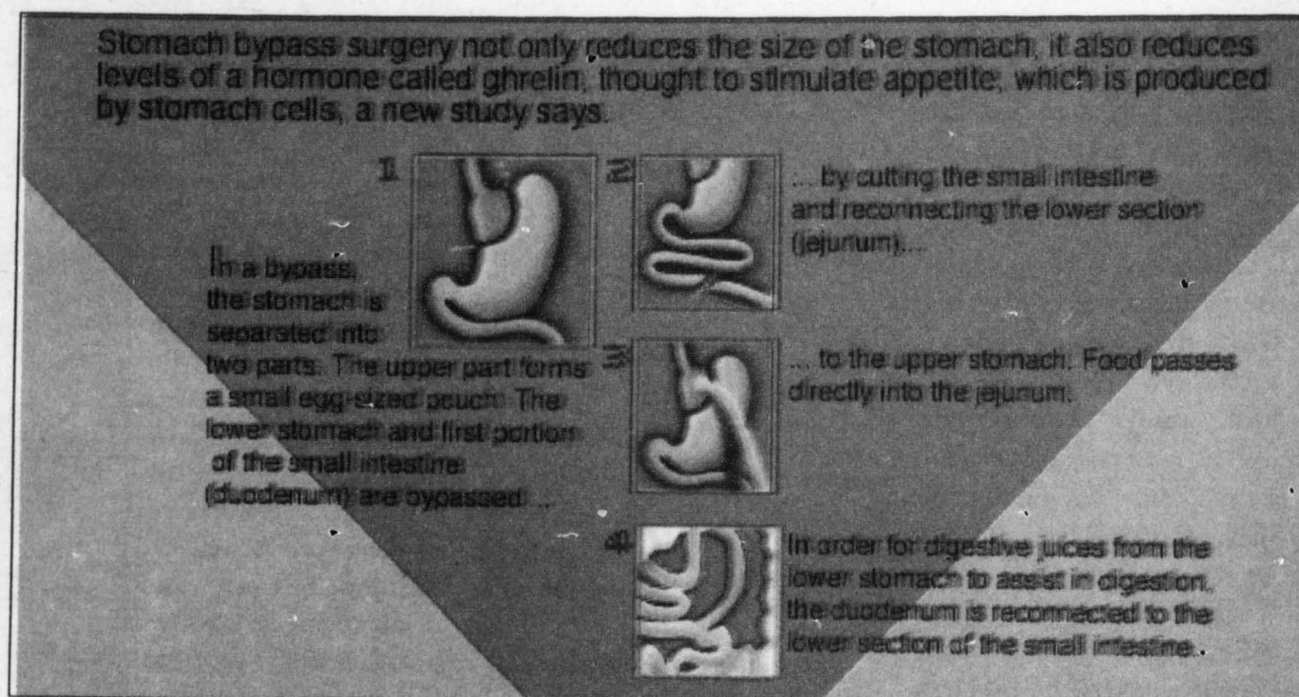 Stomach bypass surgery not only reduces the size of the stomach, it also reduces
levels of a hormone called ghrelin, thought to stimulate appetite, which is produced
by stomach cells, a new study says.
1
In a bypass,
the stomach is
separated into
two parts. The upper part forms
a small egg-sized pouch. The
lower stomach and first portion
of the small intestine
(duodenum) are bypassed ...
2
... by cutting the small intestine
and reconnecting the lower section
(jejunum)....
3
... to the upper stomach. Food passes
directly into the jejunum.
4
In order for digestive juices from the
lower stomach to assist in digestion,
the duodenum is reconnected to the
lower section of the small intestine.